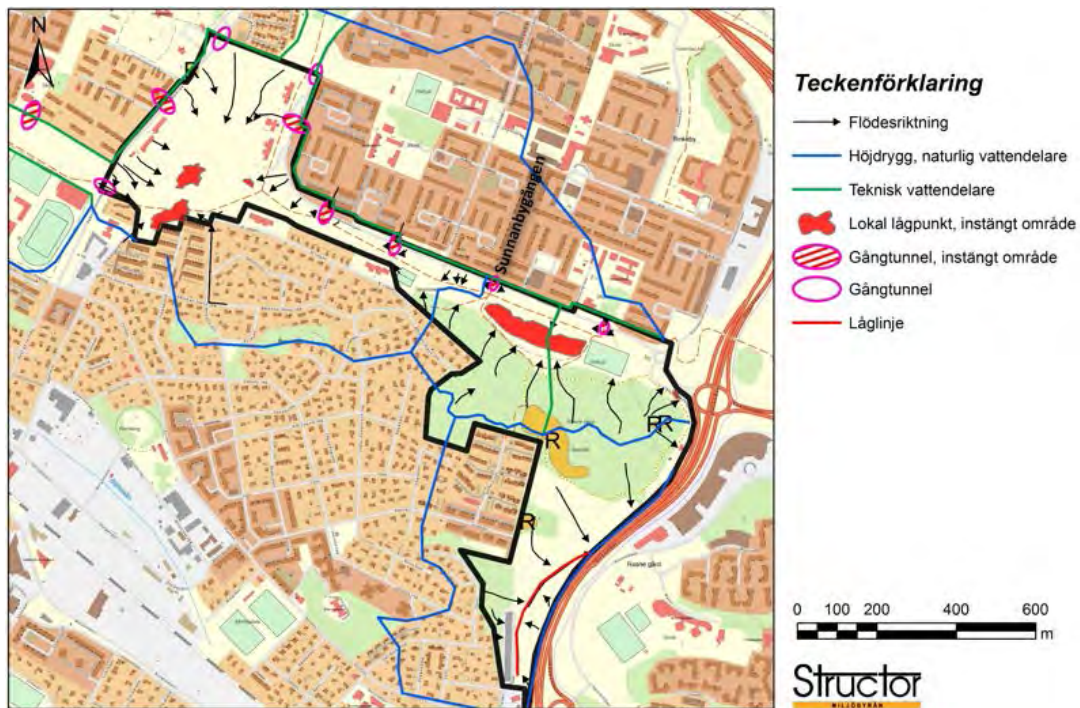 N
R
Sunnanbygången
R R
R
R
Teckenförklaring
Flödesriktning
Höjdrygg, naturlig vattendelare
Teknisk vattendelare
Lokal lågpunkt, instängt område
Gångtunnel, instängt område
Gångtunnel
Låglinje
0 100 200 400 600
m
Structor
MILJÖBYRÅN